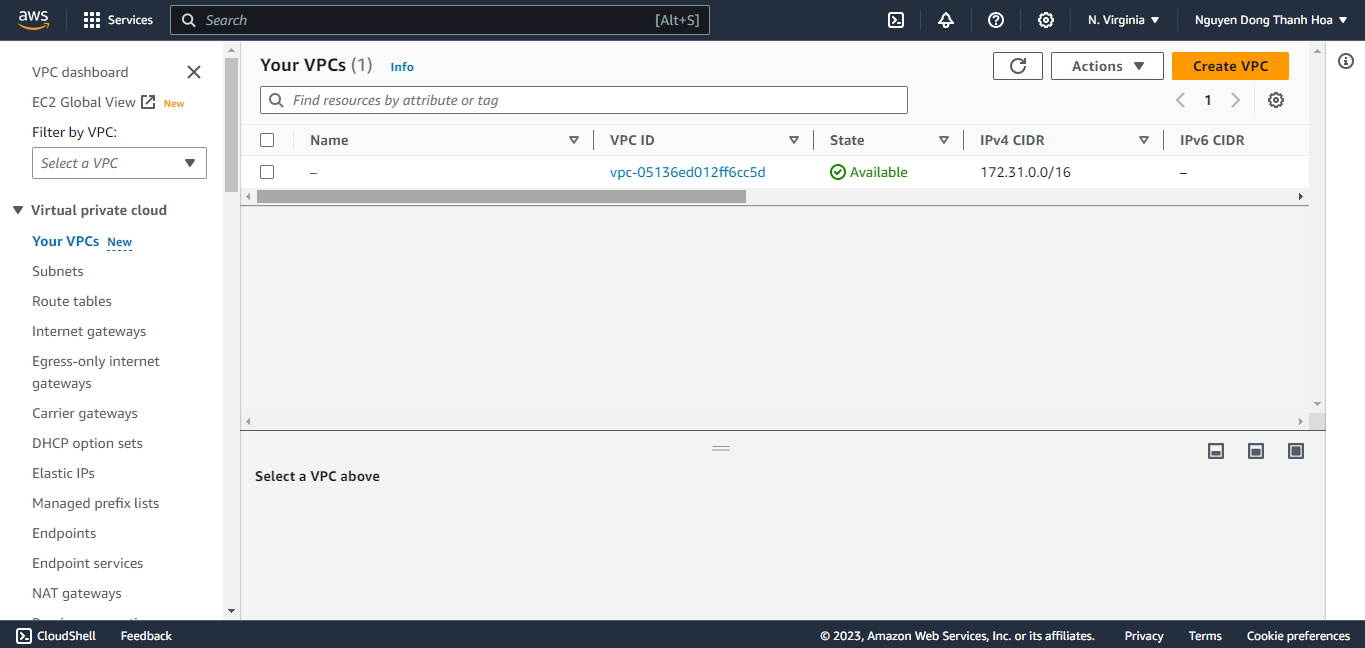 aws
Services
Search
[Alt+S]
N. Virginia
Nguyen Dong Thanh Hoa
VPC dashboard
EC2 Global View New
Filter by VPC:
Select a VPC
Virtual private cloud
Your VPCs New
Subnets
Route tables
Internet gateways
Egress-only internet
gateways
Carrier gateways
DHCP option sets
Elastic IPs
Managed prefix lists
Endpoints
Endpoint services
NAT gateways
Your VPCs (1) Info
Actions
Create VPC
Find resources by attribute or tag
1
Name VPC ID State IPv4 CIDR IPv6 CIDR
– vpc-05136ed012ff6cc5d Available 172.31.0.0/16 –
Select a VPC above
CloudShell Feedback
© 2023, Amazon Web Services, Inc. or its affiliates. Privacy Terms Cookie preferences